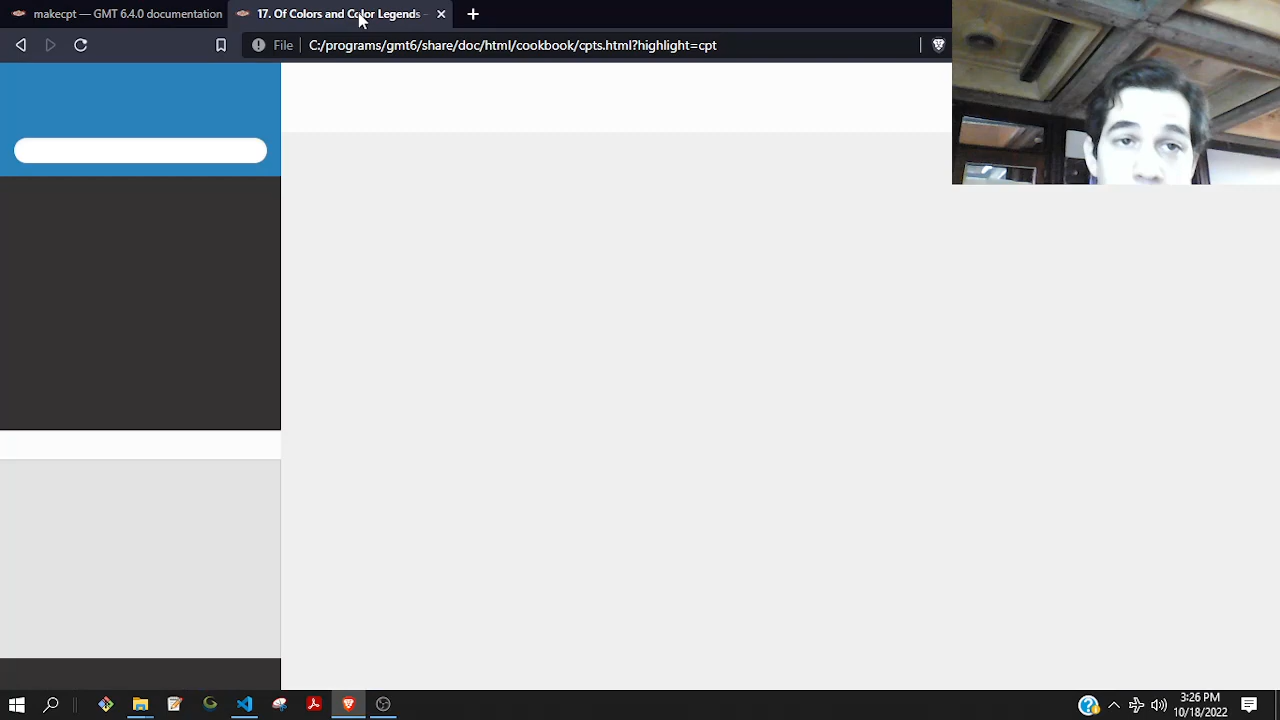 makecpt — GMT 6.4.0 documentation
17. Of Colors and Color Legends –
File
C:/programs/gmt6/share/doc/html/cookbook/cpts.html?highlight=cpt
3:26 PM
10/18/2022